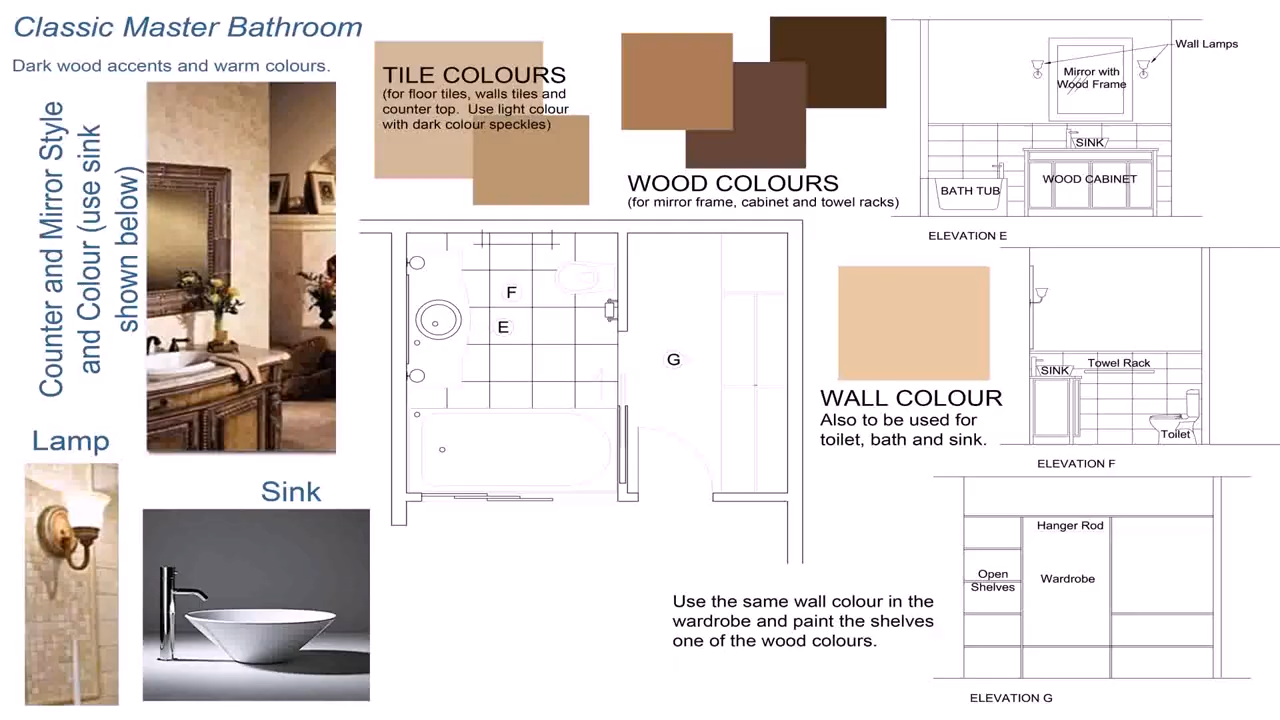 Classic Master Bathroom
Dark wood accents and warm colours.
Counter and Mirror Style
and Colour (use sink
shown below)
Lamp
Sink
TILE COLOURS
(for floor tiles, walls tiles and
counter top. Use light colour
with dark colour speckles)
WOOD COLOURS
(for mirror frame, cabinet and towel racks)
F
E
G
WALL COLOUR
Also to be used for
toilet, bath and sink.
Use the same wall colour in the
wardrobe and paint the shelves
one of the wood colours.
Wall Lamps
Mirror with
Wood Frame
SINK
BATH TUB
WOOD CABINET
ELEVATION E
SINK
Towel Rack
Toilet
ELEVATION F
Hanger Rod
Open
Shelves
Wardrobe
ELEVATION G